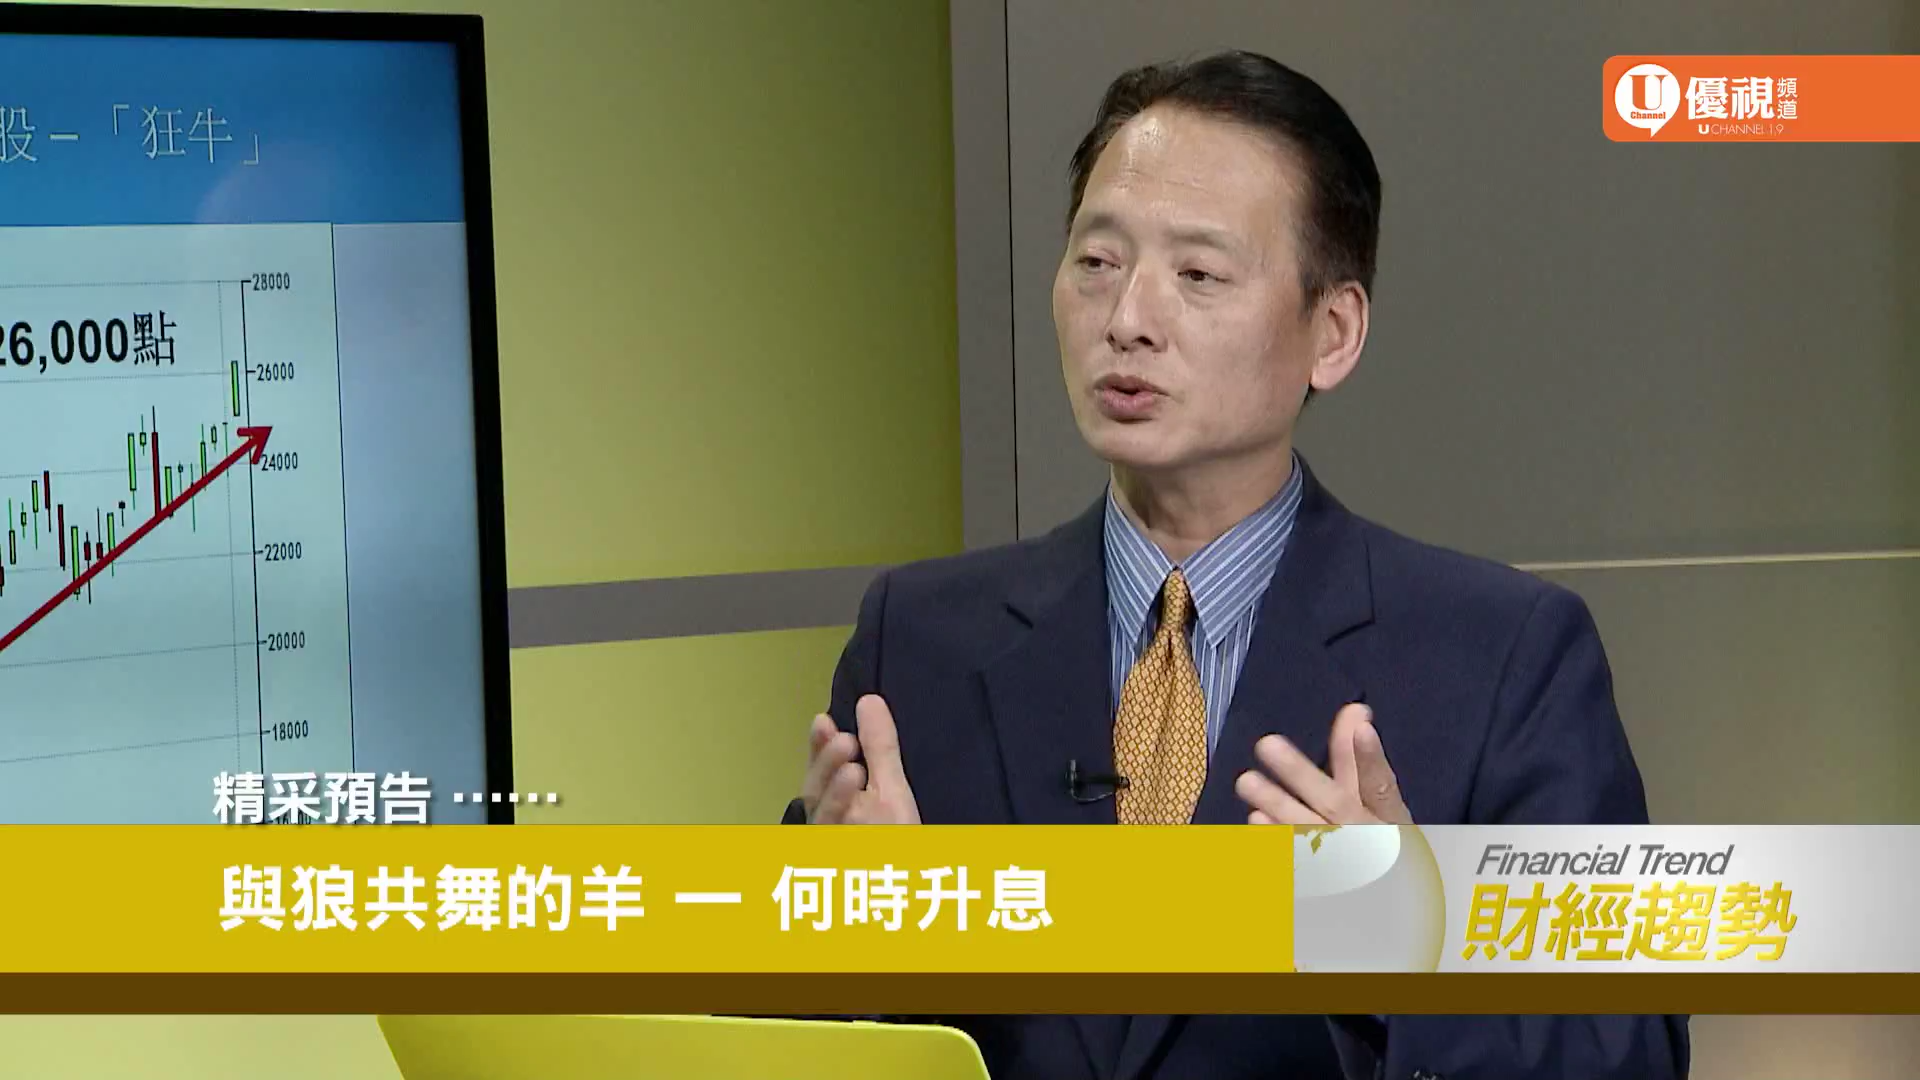 股 – 「狂牛」
U Channel
優視頻道
U CHANNEL 1.9
28000
26,000點
26000
24000
22000
20000
18000
精采預告 ⋯⋯
與狼共舞的羊 一 何時升息
Financial Trend
財經趨勢